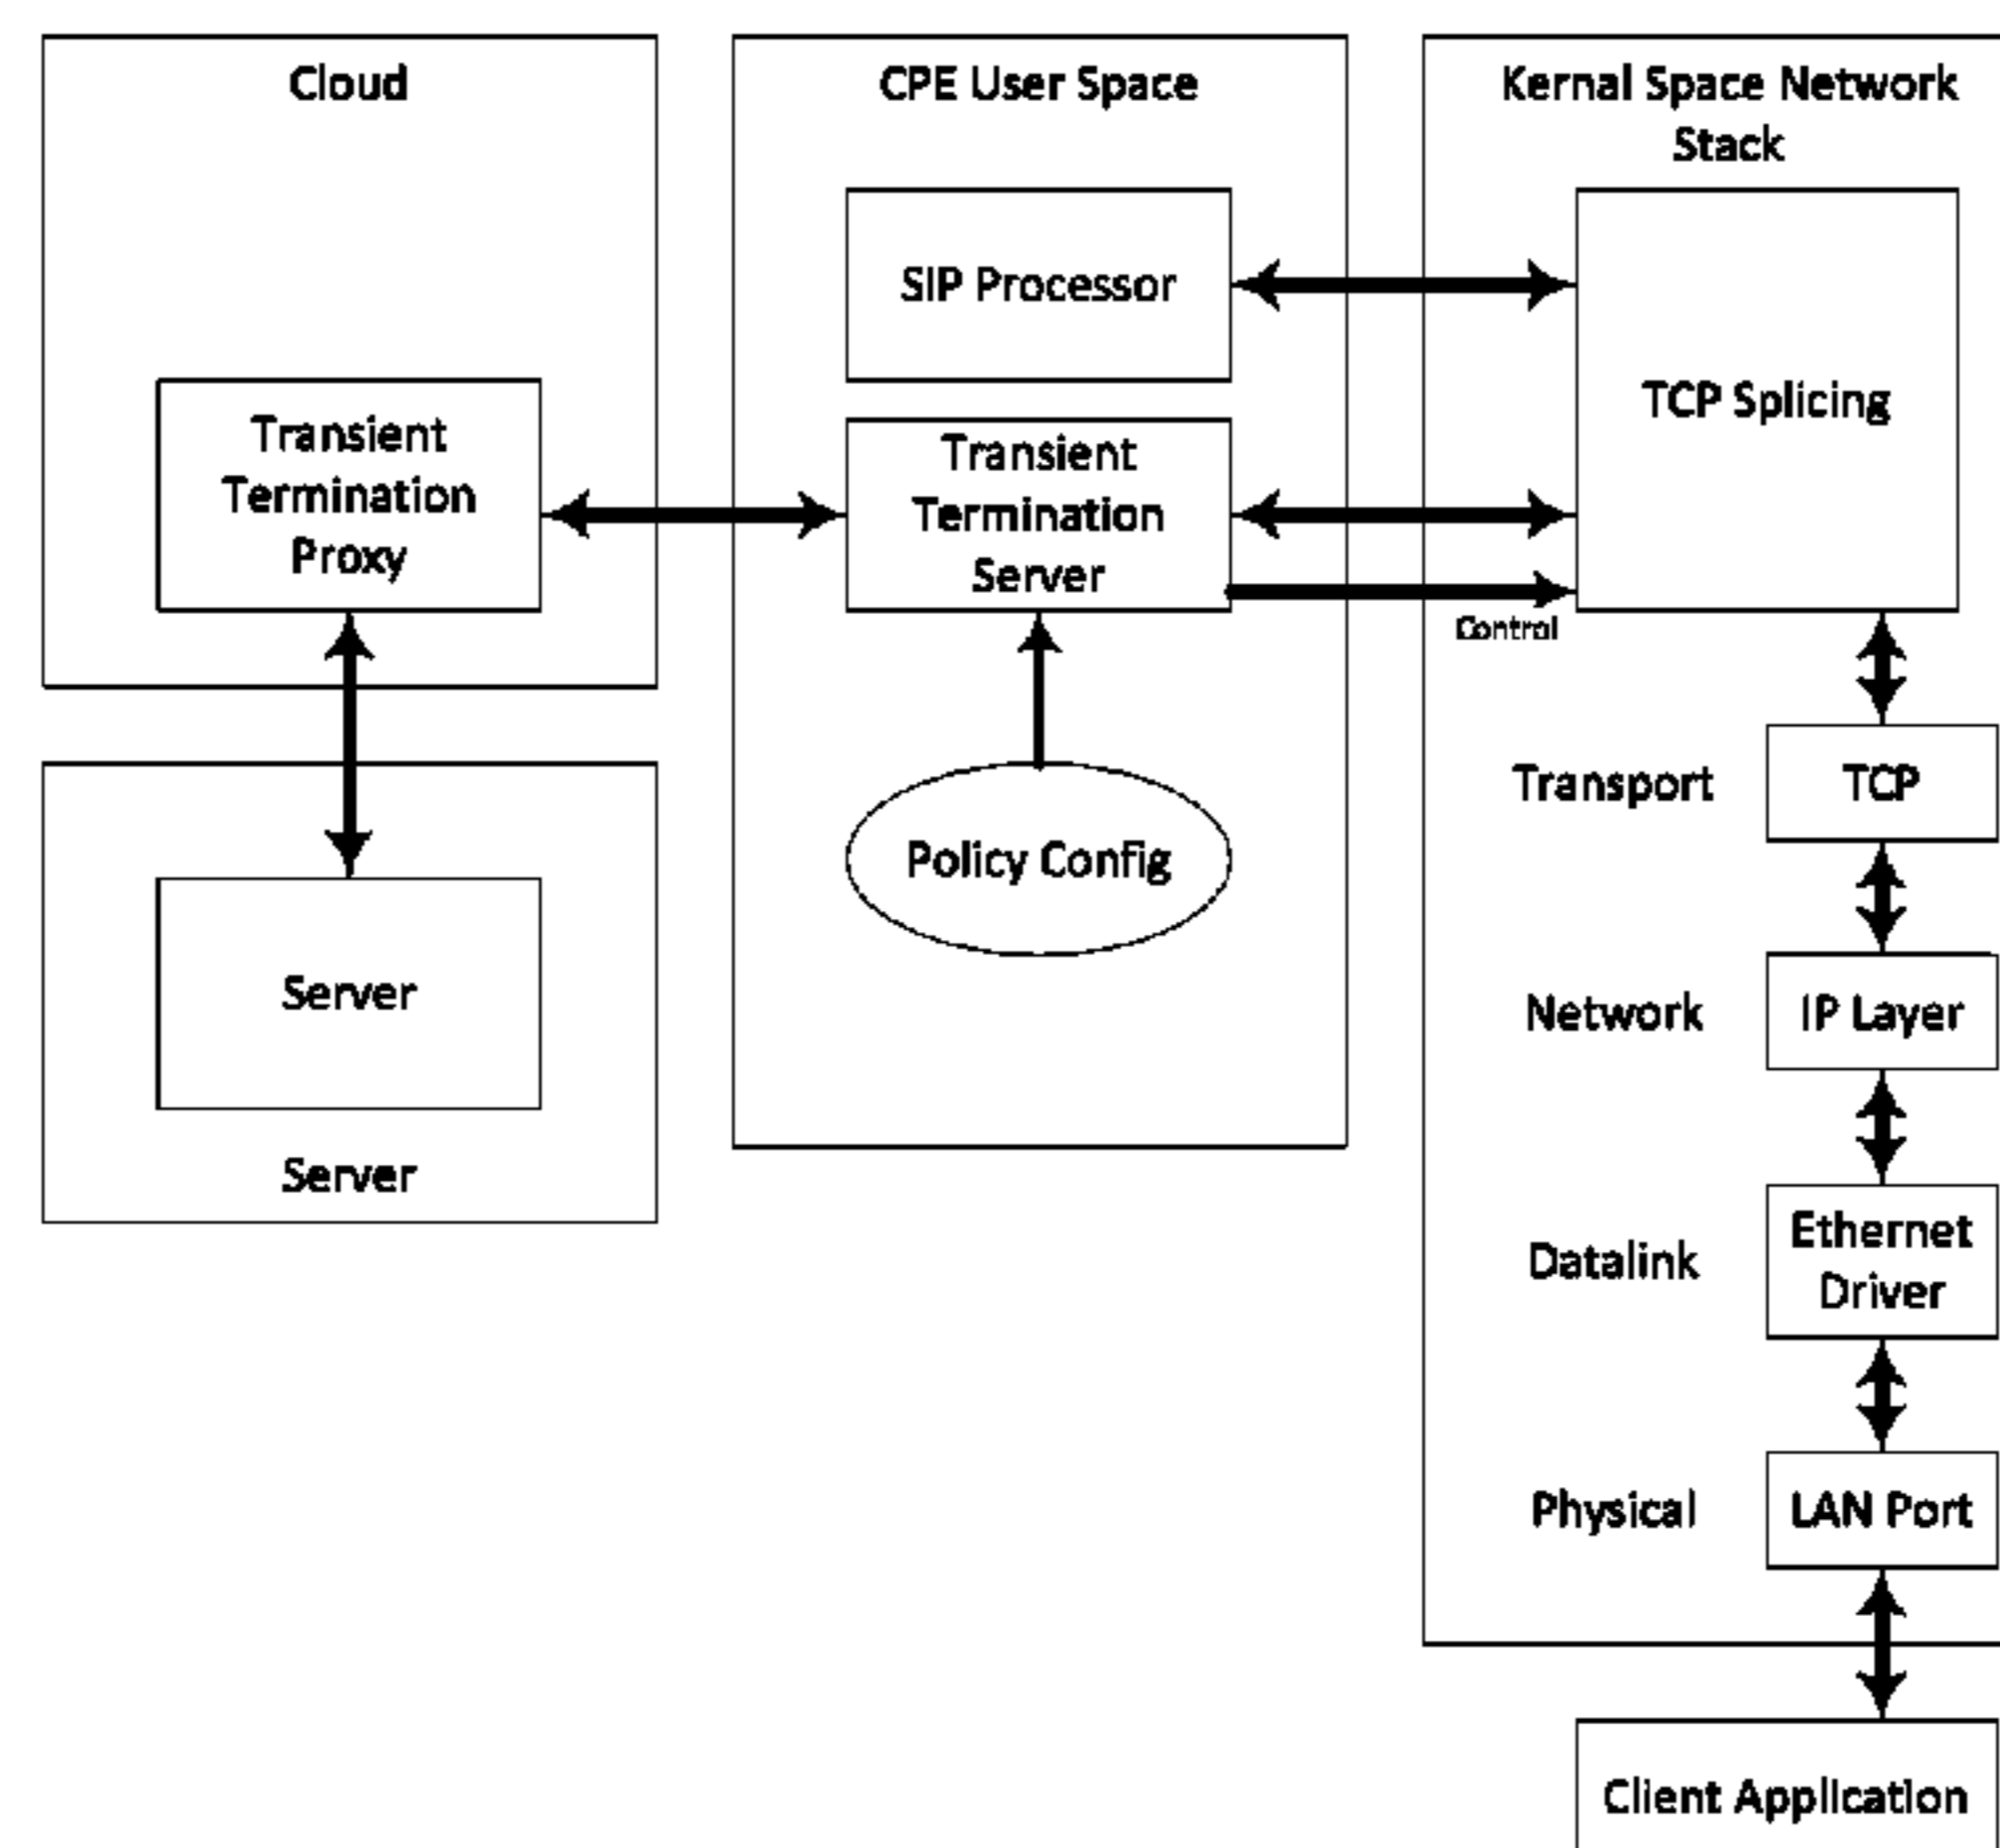 Cloud
Transient
Termination
Proxy
Server
Server
CPE User Space
SIP Processor
Transient
Termination
Server
Policy Config
Kernal Space Network
Stack
TCP Splicing
Control
Transport
TCP
Network
IP Layer
Datalink
Ethernet
Driver
Physical
LAN Port
Client Application